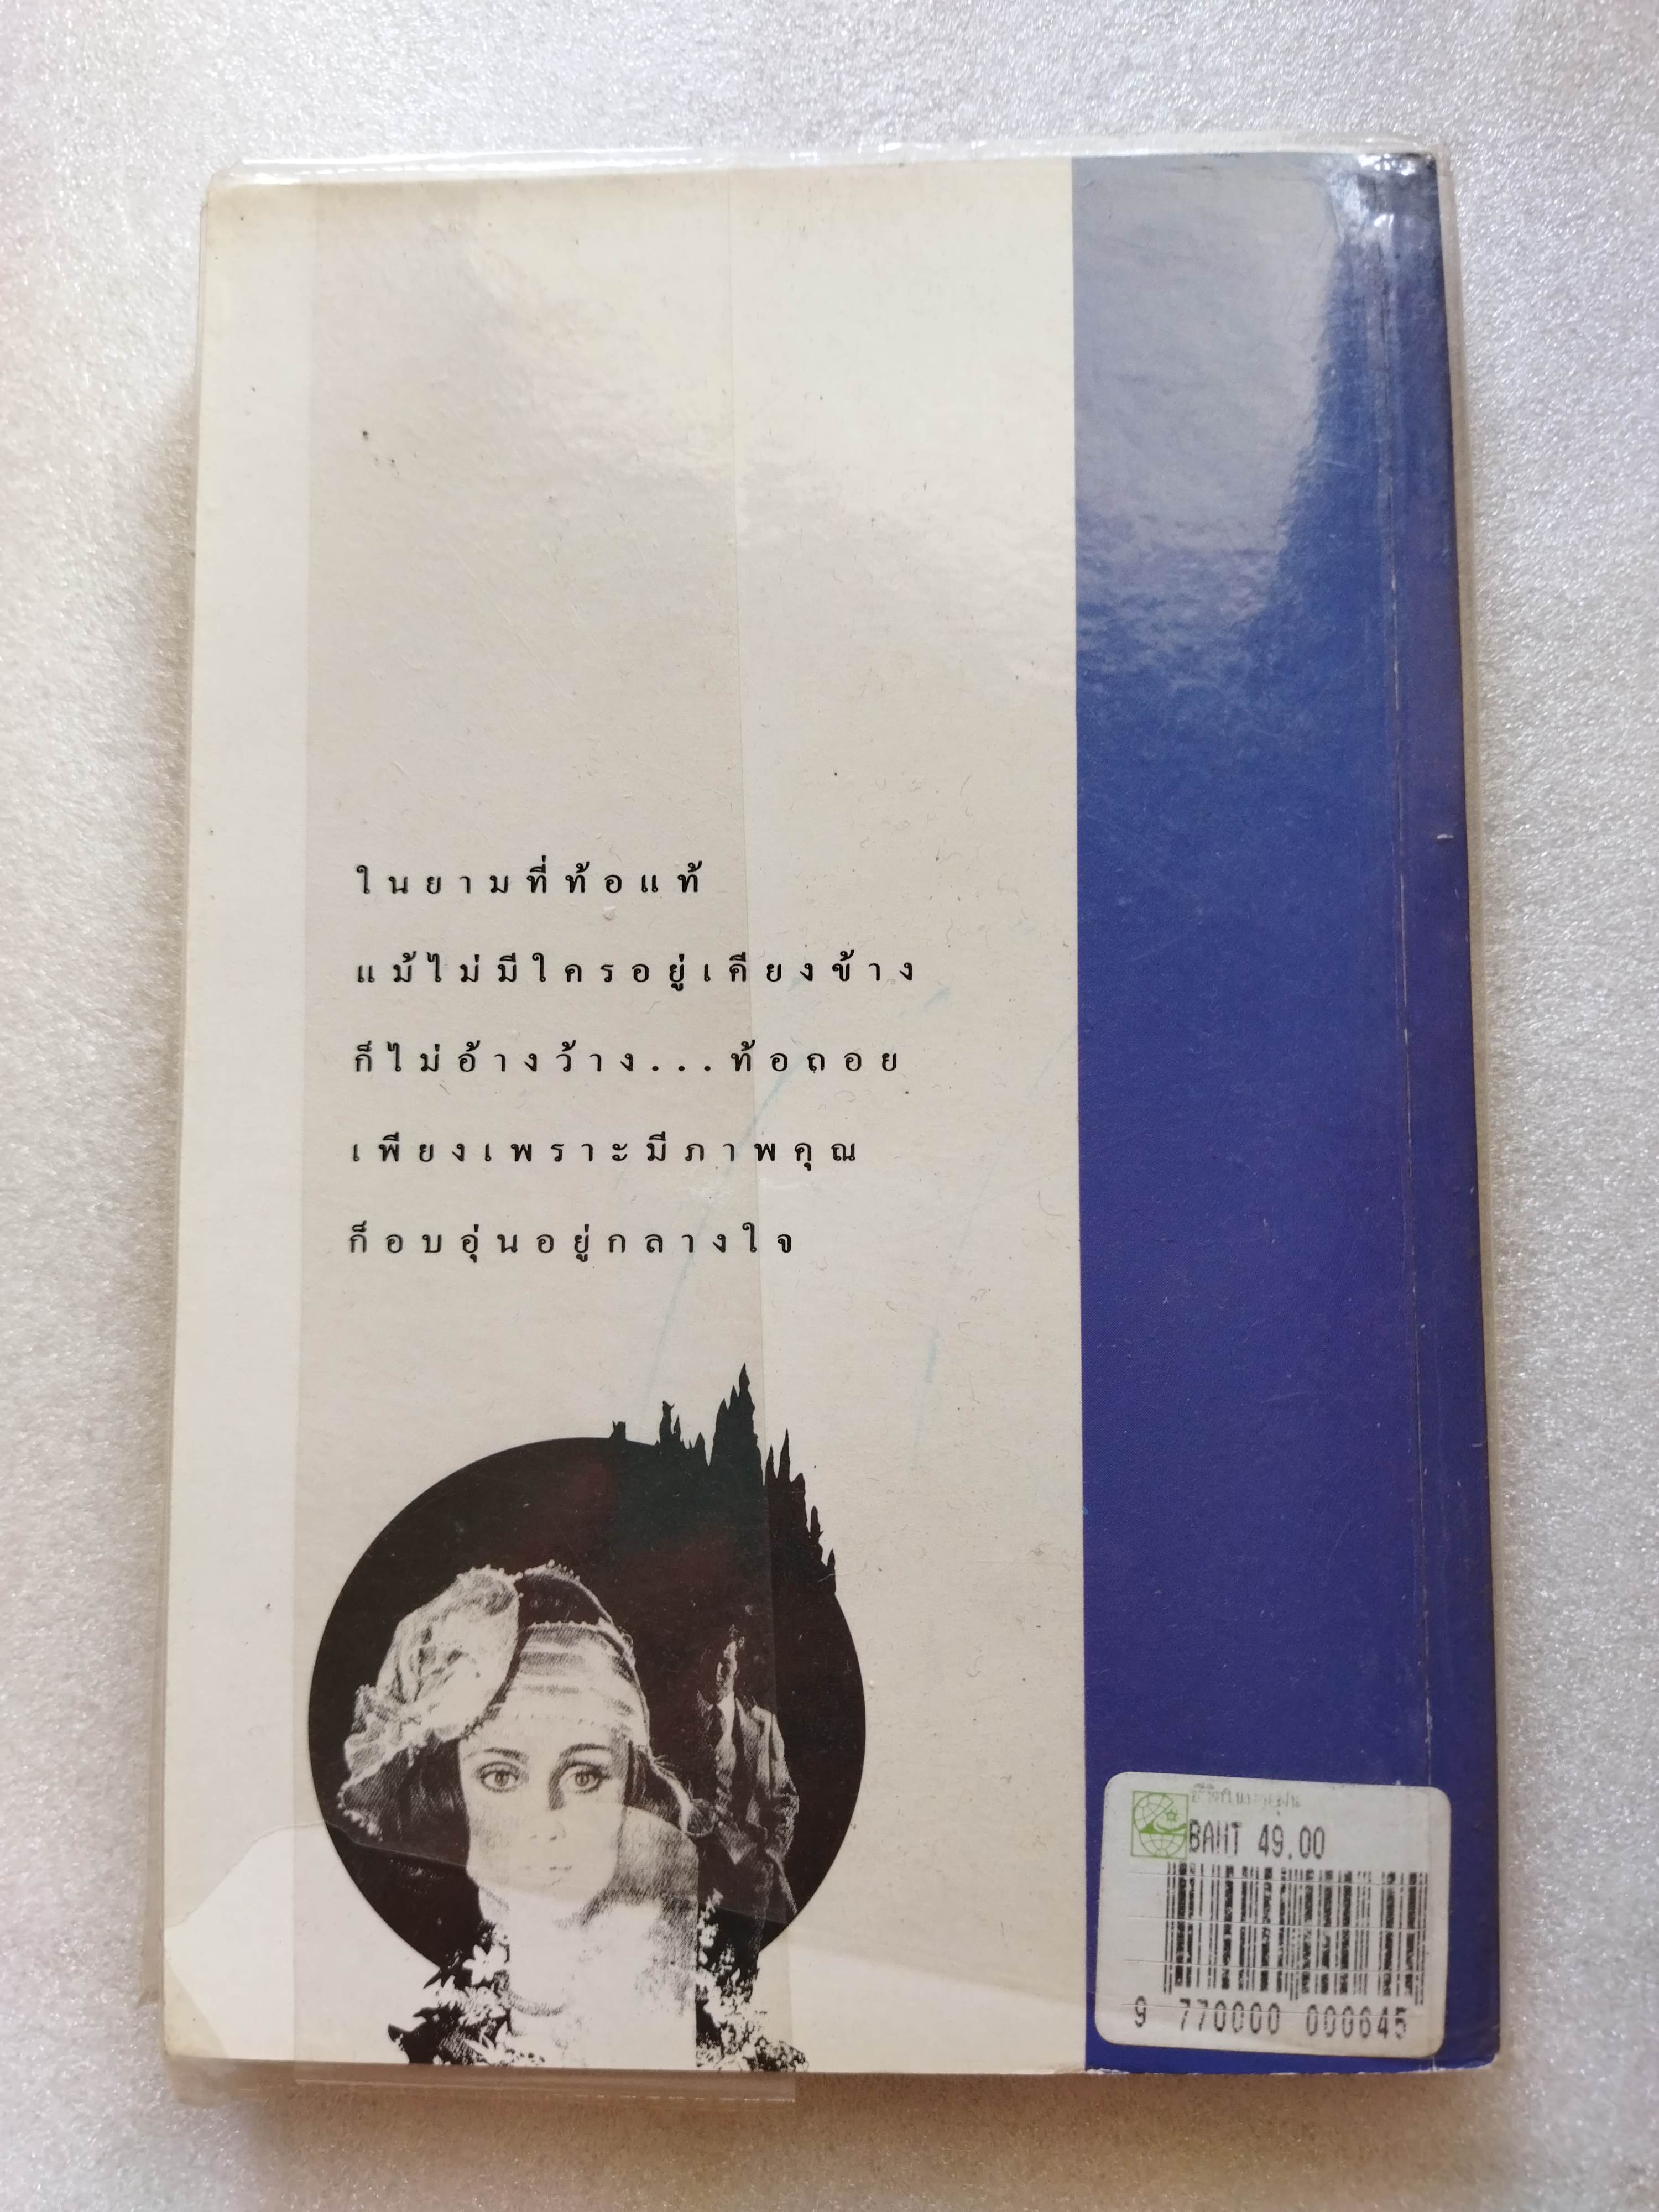 ในยามที่ท้อแท้
แม้ไม่มีใครอยู่เคียงข้าง
ก็ไม่อ้างว้าง...ท้อถอย
เพียงเพราะมีภาพคุณ
ก็อบอุ่นอยู่กลางใจ
BAHT 49.00
9 770000 000645